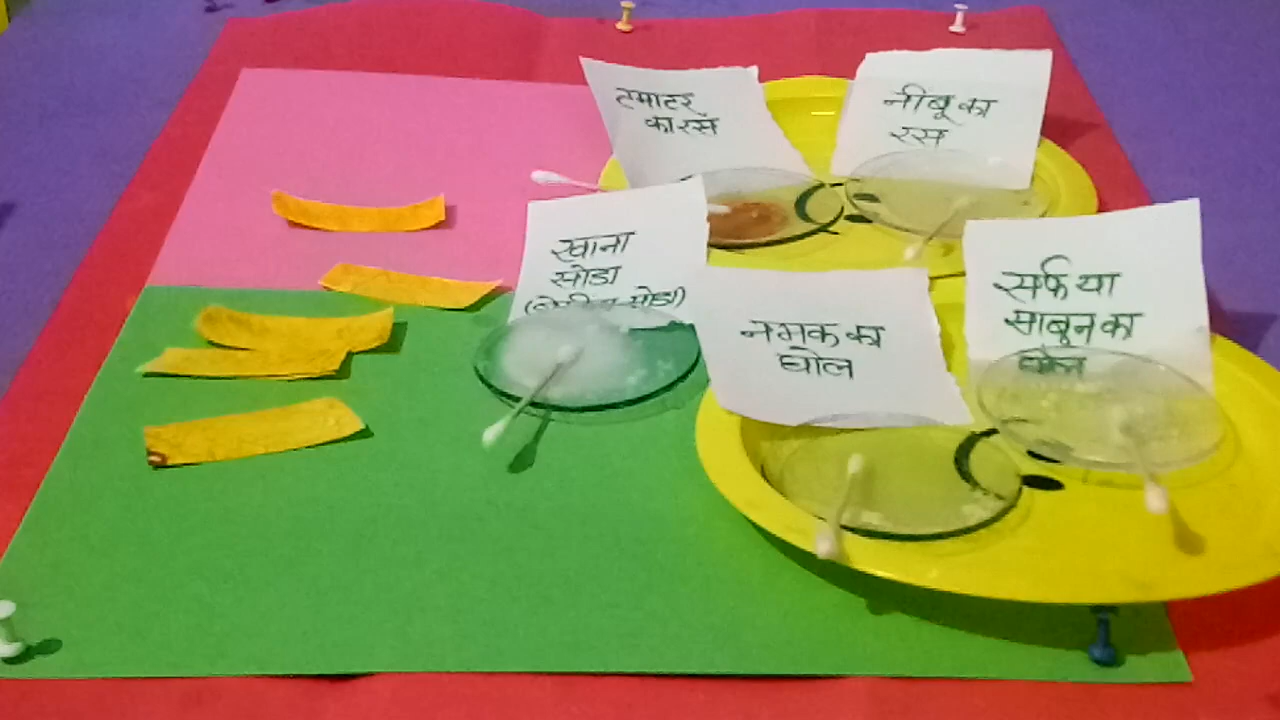 टमाटर
का रस
नीबू का
रस
खाना
सोडा
(बेकिंग सोडा)
नमक का
घोल
सर्फ या
साबुन का
घोल